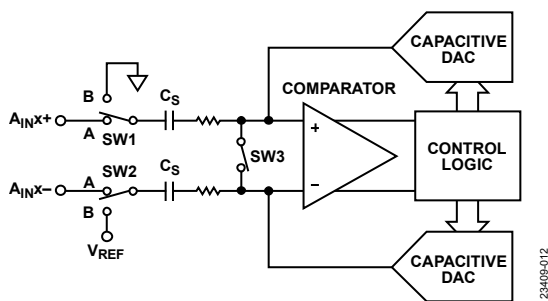 CAPACITIVE
DAC
COMPARATOR
B
CS
AINX+
A
SW1
+
SW3
CONTROL
LOGIC
AINX–
A
SW2
CS
–
B
VREF
CAPACITIVE
DAC
23409-012